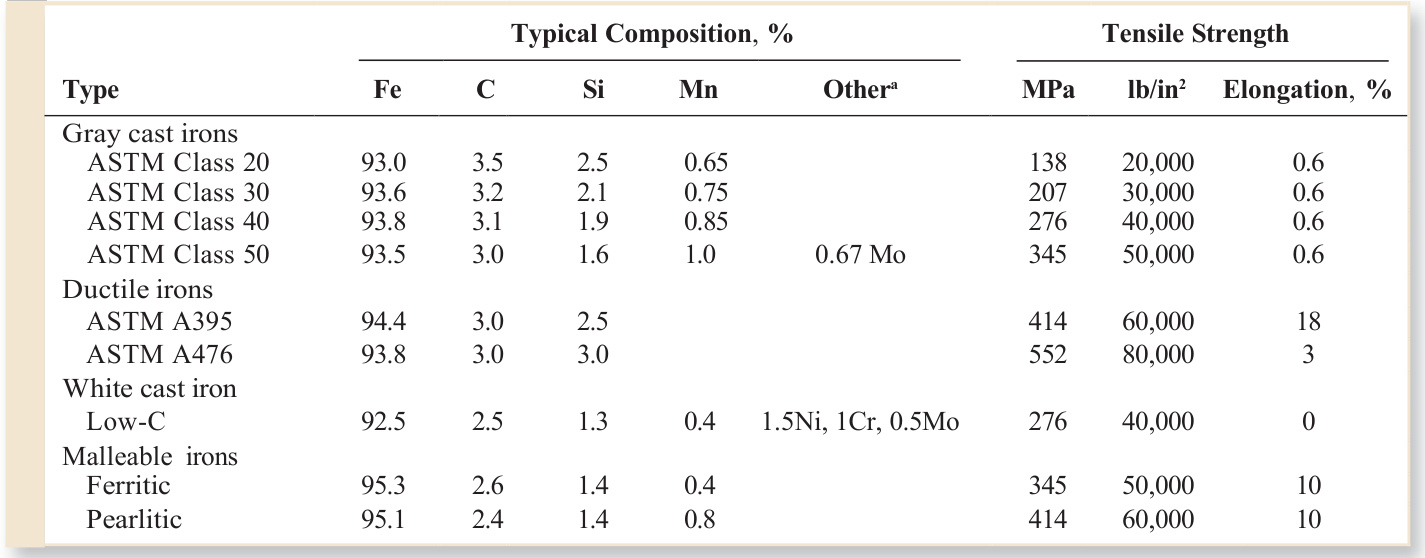 Typical Composition, % Tensile Strength
Type Fe C Si Mn Otherᵃ MPa lb/in² Elongation, %
Gray cast irons
ASTM Class 20 93.0 3.5 2.5 0.65 138 20,000 0.6
ASTM Class 30 93.6 3.2 2.1 0.75 207 30,000 0.6
ASTM Class 40 93.8 3.1 1.9 0.85 276 40,000 0.6
ASTM Class 50 93.5 3.0 1.6 1.0 0.67 Mo 345 50,000 0.6
Ductile irons
ASTM A395 94.4 3.0 2.5 414 60,000 18
ASTM A476 93.8 3.0 3.0 552 80,000 3
White cast iron
Low-C 92.5 2.5 1.3 0.4 1.5Ni, 1Cr, 0.5Mo 276 40,000 0
Malleable irons
Ferritic 95.3 2.6 1.4 0.4 345 50,000 10
Pearlitic 95.1 2.4 1.4 0.8 414 60,000 10